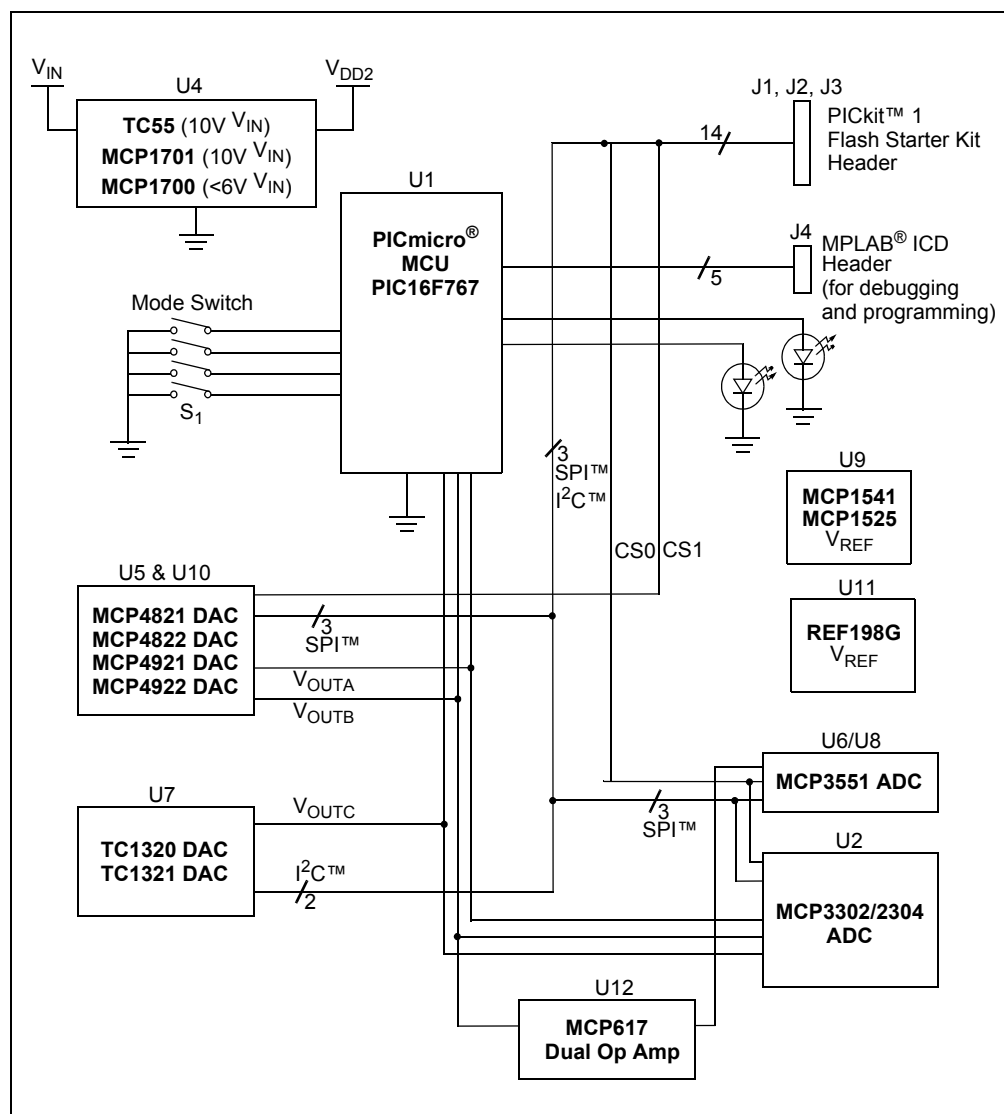 VIN
VDD2
U4
TC55 (10V VIN)
MCP1701 (10V VIN)
MCP1700 (<6V VIN)
J1, J2, J3
14
PICkit™ 1
Flash Starter Kit
Header
U1
PICmicro®
MCU
PIC16F767
J4
5
MPLAB® ICD
Header
(for debugging
and programming)
Mode Switch
S1
3
SPI™
I²C™
CS0
CS1
U9
MCP1541
MCP1525
VREF
U5 & U10
MCP4821 DAC
MCP4822 DAC
MCP4921 DAC
MCP4922 DAC
3
SPI™
VOUTA
VOUTB
U11
REF198G
VREF
U6/U8
MCP3551 ADC
U7
TC1320 DAC
TC1321 DAC
VOUTC
I²C™
2
3
SPI™
U2
MCP3302/2304
ADC
U12
MCP617
Dual Op Amp